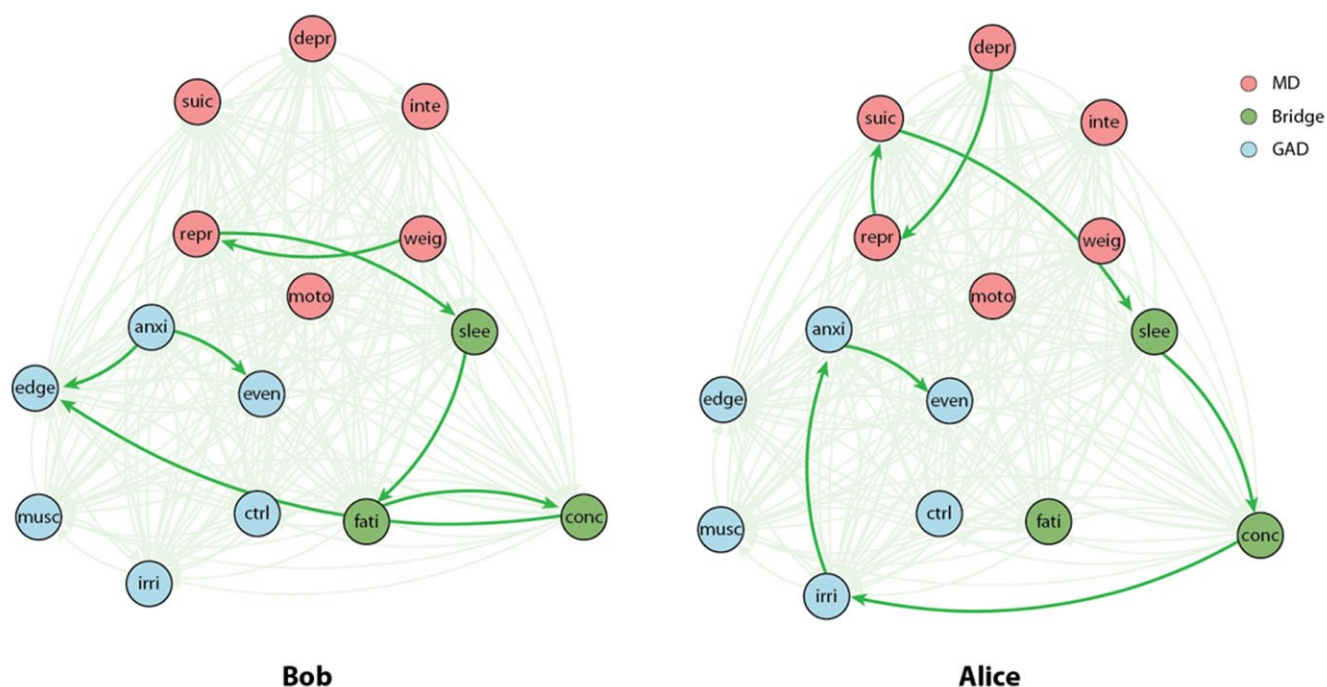 depr
suic
inte
repr
weig
moto
anxi
slee
edge
even
musc
ctrl
fati
conc
irri
Bob
depr
suic
inte
repr
weig
moto
anxi
slee
edge
even
musc
ctrl
fati
conc
irri
Alice
MD
Bridge
GAD